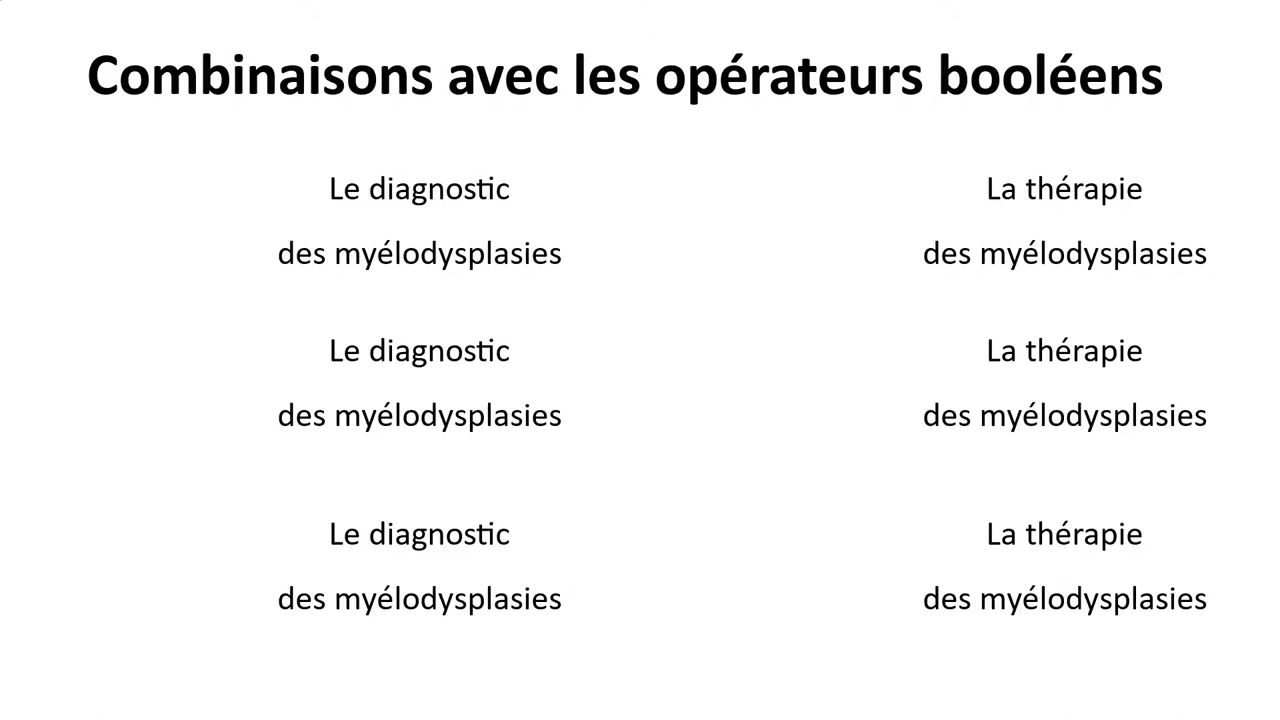 Combinaisons avec les opérateurs booléens
Le diagnostic
des myélodysplasies
La thérapie
des myélodysplasies
Le diagnostic
des myélodysplasies
La thérapie
des myélodysplasies
Le diagnostic
des myélodysplasies
La thérapie
des myélodysplasies